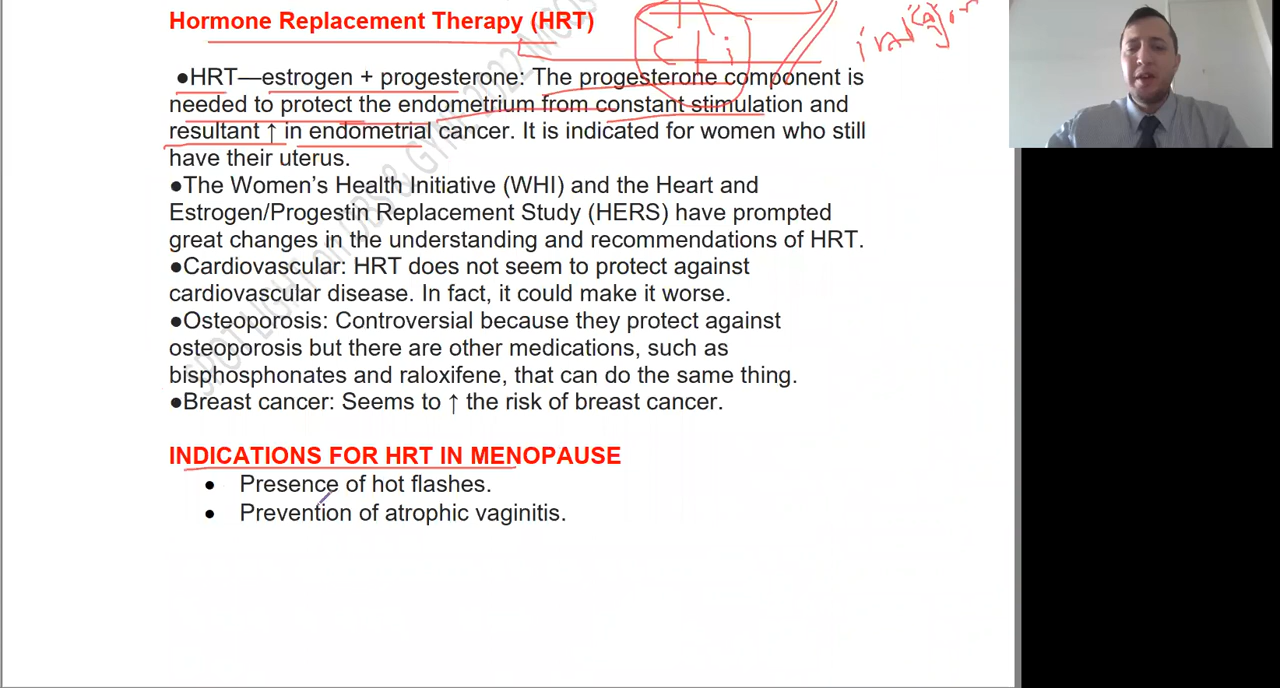 Hormone Replacement Therapy (HRT)
●HRT—estrogen + progesterone: The progesterone component is
needed to protect the endometrium from constant stimulation and
resultant ↑ in endometrial cancer. It is indicated for women who still
have their uterus.
●The Women’s Health Initiative (WHI) and the Heart and
Estrogen/Progestin Replacement Study (HERS) have prompted
great changes in the understanding and recommendations of HRT.
●Cardiovascular: HRT does not seem to protect against
cardiovascular disease. In fact, it could make it worse.
●Osteoporosis: Controversial because they protect against
osteoporosis but there are other medications, such as
bisphosphonates and raloxifene, that can do the same thing.
●Breast cancer: Seems to ↑ the risk of breast cancer.
INDICATIONS FOR HRT IN MENOPAUSE
• Presence of hot flashes.
• Prevention of atrophic vaginitis.